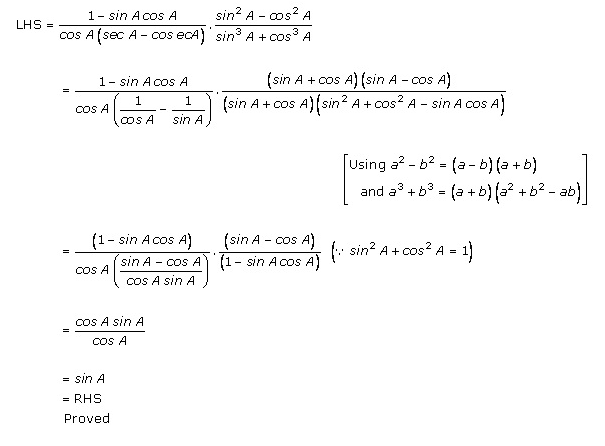 LHS = (1 – sin A cos A)/(cos A (sec A – cos ecA)) . (sin² A – cos² A)/(sin³ A + cos³ A)
= (1 – sin A cos A)/(cos A (1/cos A – 1/sin A)) . ((sin A + cos A)(sin A – cos A))/((sin A + cos A)(sin² A + cos² A – sin A cos A))
[Using a² – b² = (a – b)(a + b)
and a³ + b³ = (a + b)(a² + b² – ab)]
= (1 – sin A cos A)/(cos A ((sin A – cos A)/(cos A sin A))) . (sin A – cos A)/(1 – sin A cos A) (∵ sin² A + cos² A = 1)
= (cos A sin A)/(cos A)
= sin A
= RHS
Proved